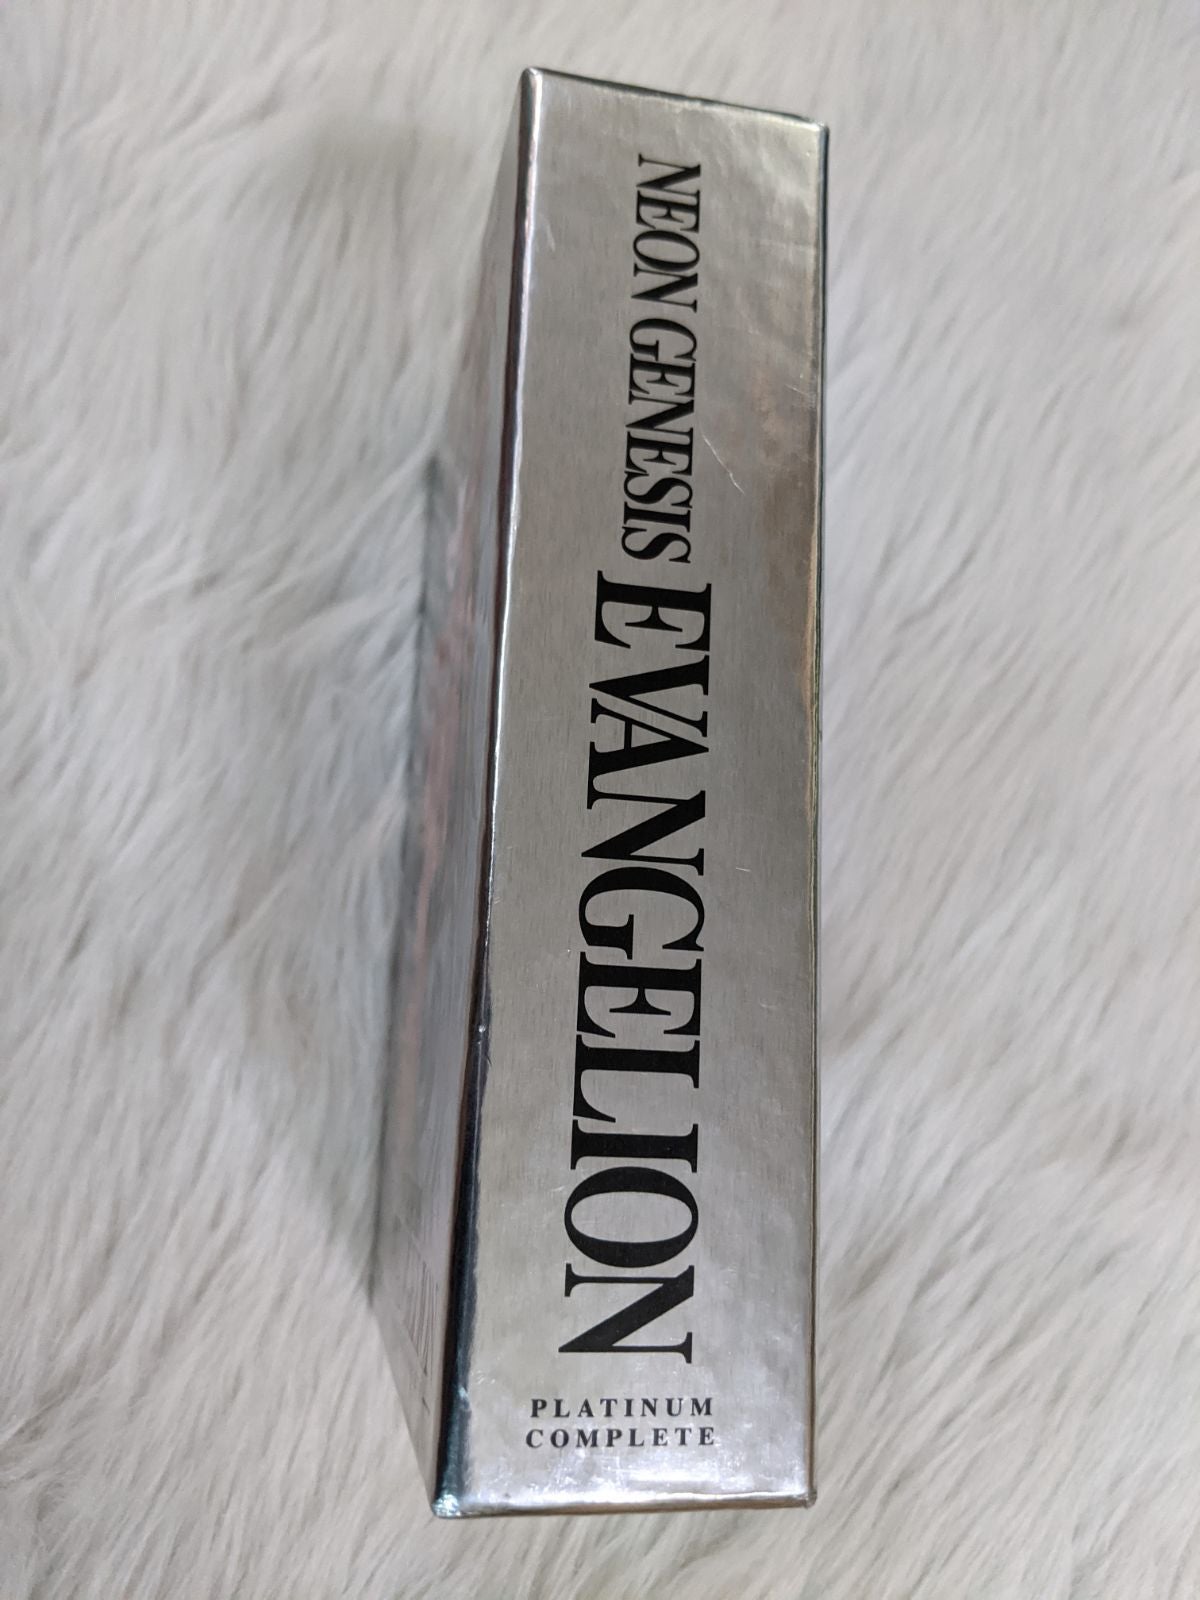 NEON GENESIS EVANGELION
PLATINUM
COMPLETE